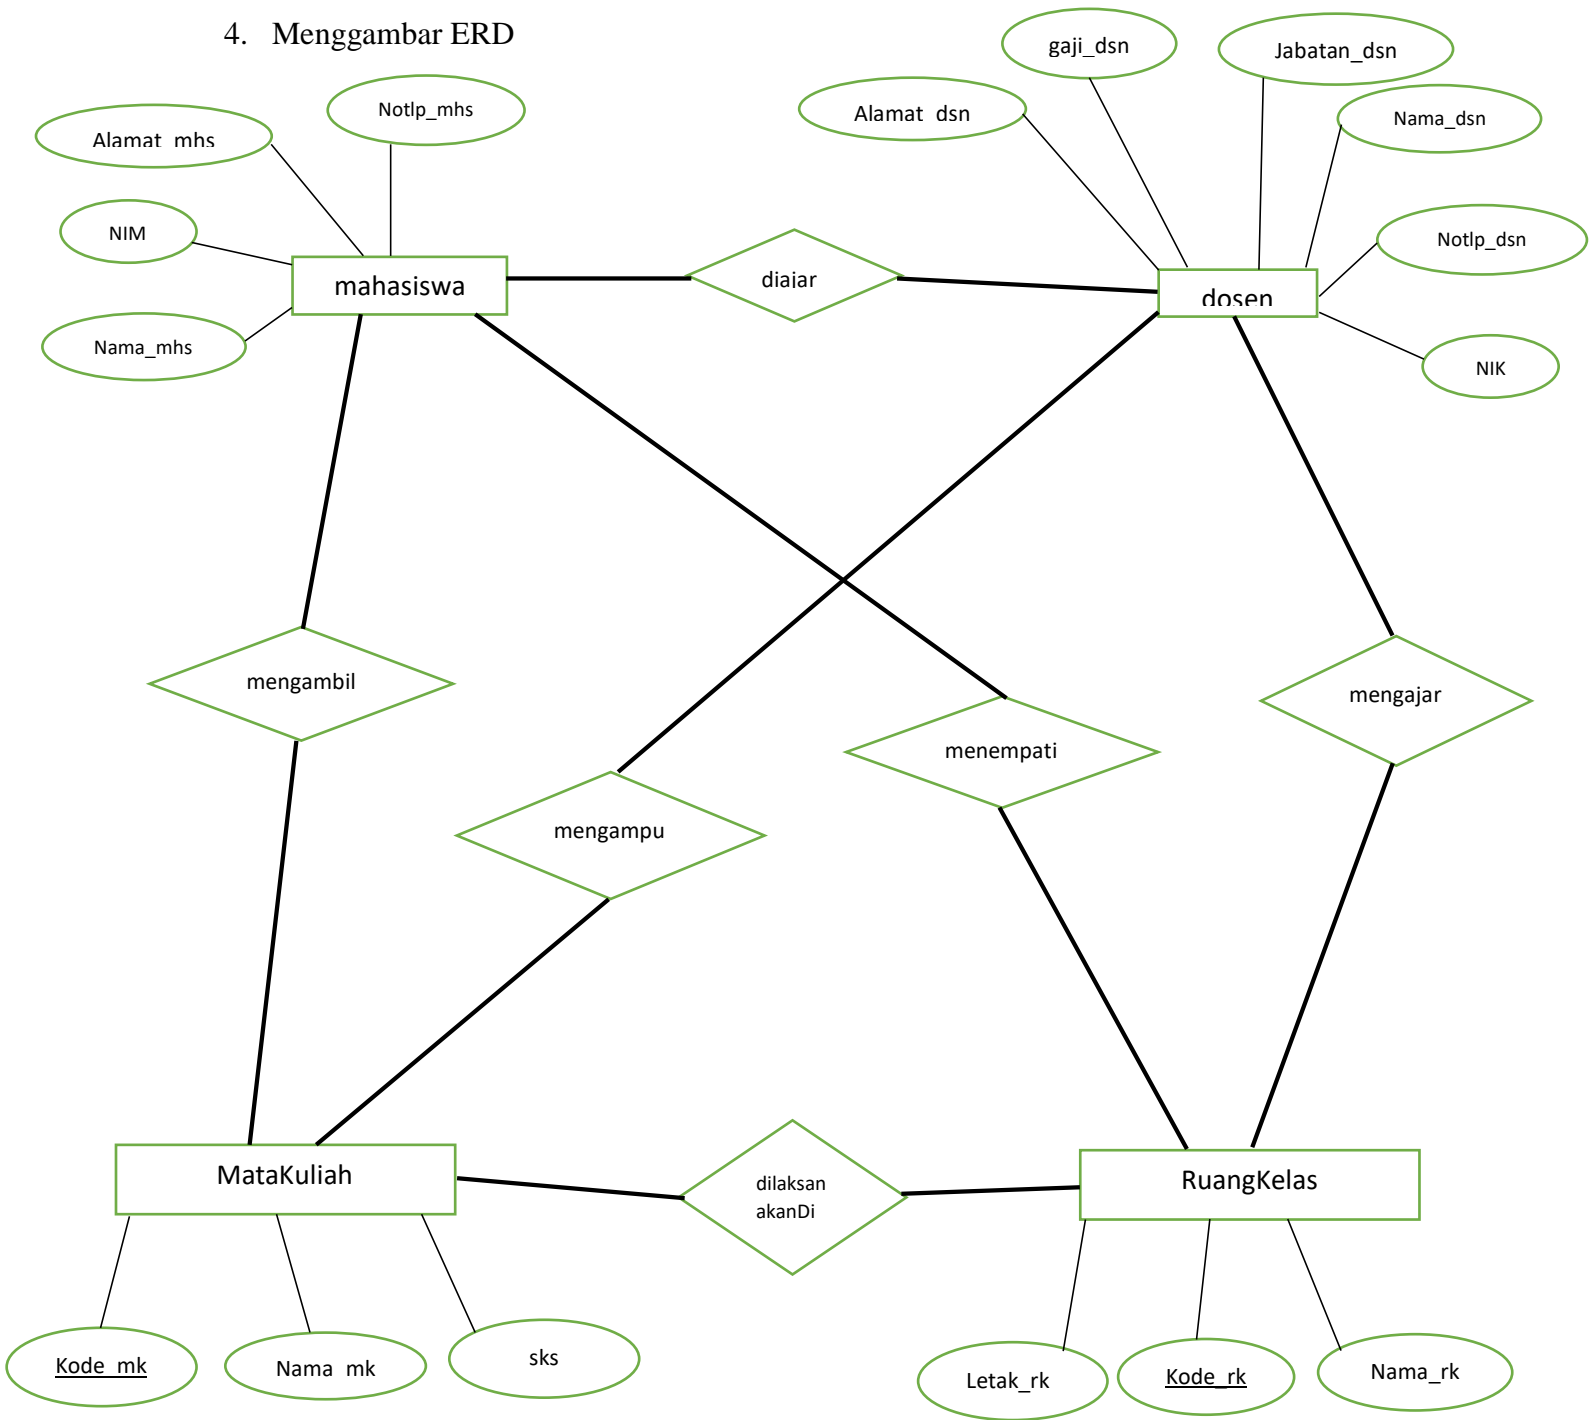 4. Menggambar ERD
gaji_dsn
Jabatan_dsn
Notlp_mhs
Alamat_dsn
Nama_dsn
Alamat_mhs
NIM
Notlp_dsn
mahasiswa
diajar
dosen
Nama_mhs
NIK
mengambil
mengajar
menempati
mengampu
MataKuliah
dilaksan
akanDi
RuangKelas
Kode_mk
Nama_mk
sks
Letak_rk
Kode_rk
Nama_rk